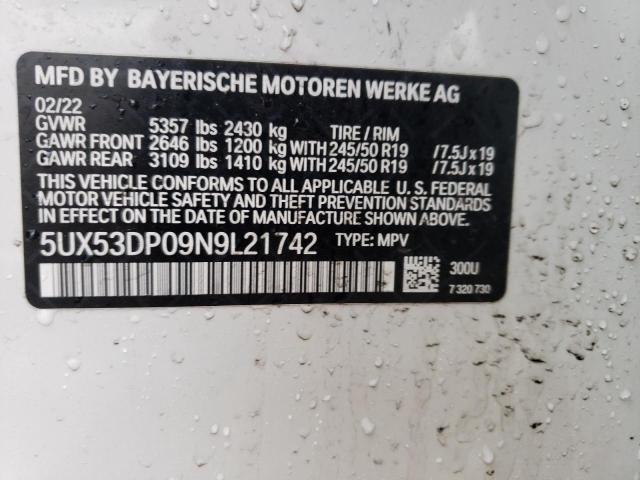 MFD BY BAYERISCHE MOTOREN WERKE AG
02/22
GVWR 5357 lbs 2430 kg TIRE / RIM
GAWR FRONT 2646 lbs 1200 kg WITH 245/50 R19 /7.5J x 19
GAWR REAR 3109 lbs 1410 kg WITH 245/50 R19 /7.5J x 19
THIS VEHICLE CONFORMS TO ALL APPLICABLE U. S. FEDERAL
MOTOR VEHICLE SAFETY AND THEFT PREVENTION STANDARDS
IN EFFECT ON THE DATE OF MANUFACTURE SHOWN ABOVE.
5UX53DP09N9L21742 TYPE: MPV
300U
7 320 730